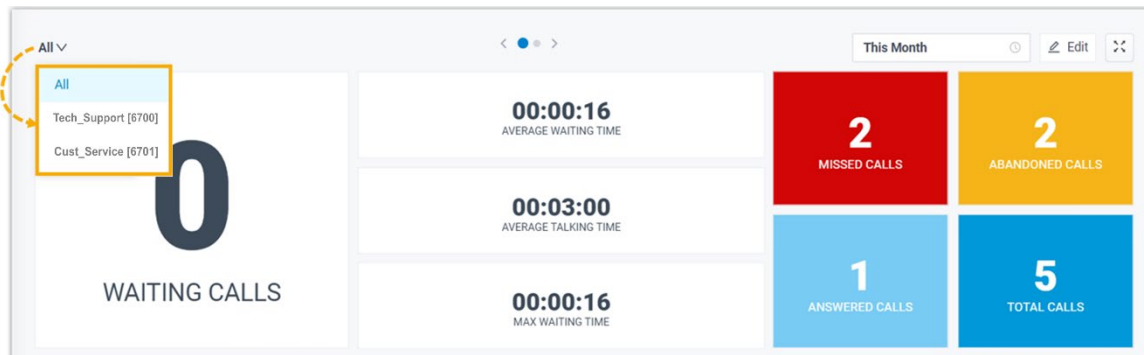 All
This Month
Edit
All
Tech_Support [6700]
Cust_Service [6701]
0
WAITING CALLS
00:00:16
AVERAGE WAITING TIME
00:03:00
AVERAGE TALKING TIME
00:00:16
MAX WAITING TIME
2
MISSED CALLS
2
ABANDONED CALLS
1
ANSWERED CALLS
5
TOTAL CALLS